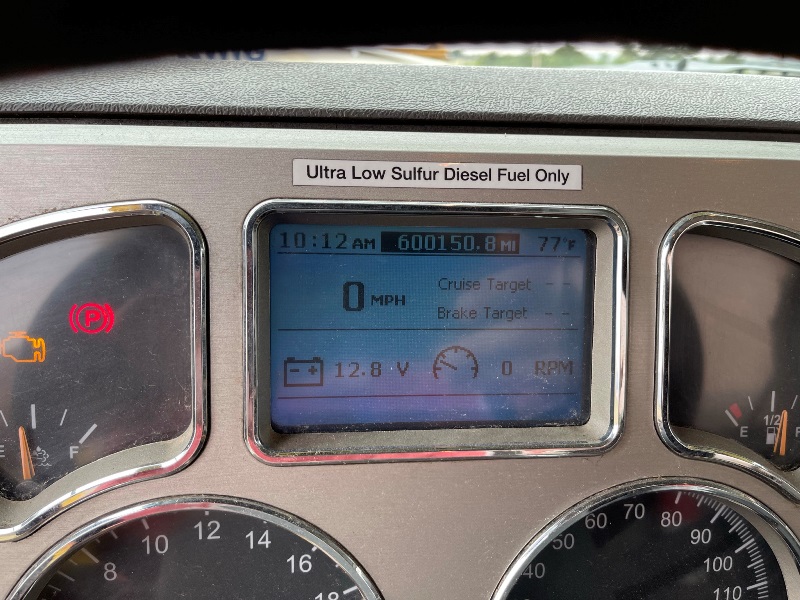 Ultra Low Sulfur Diesel Fuel Only
10:12 AM 600150.8 MI 77°F
0 MPH
Cruise Target --
Brake Target --
12.8 V 0 RPM
P
E F
E 1/2 F
8 10 12 14 16 18
40 50 60 70 80 90 100 110